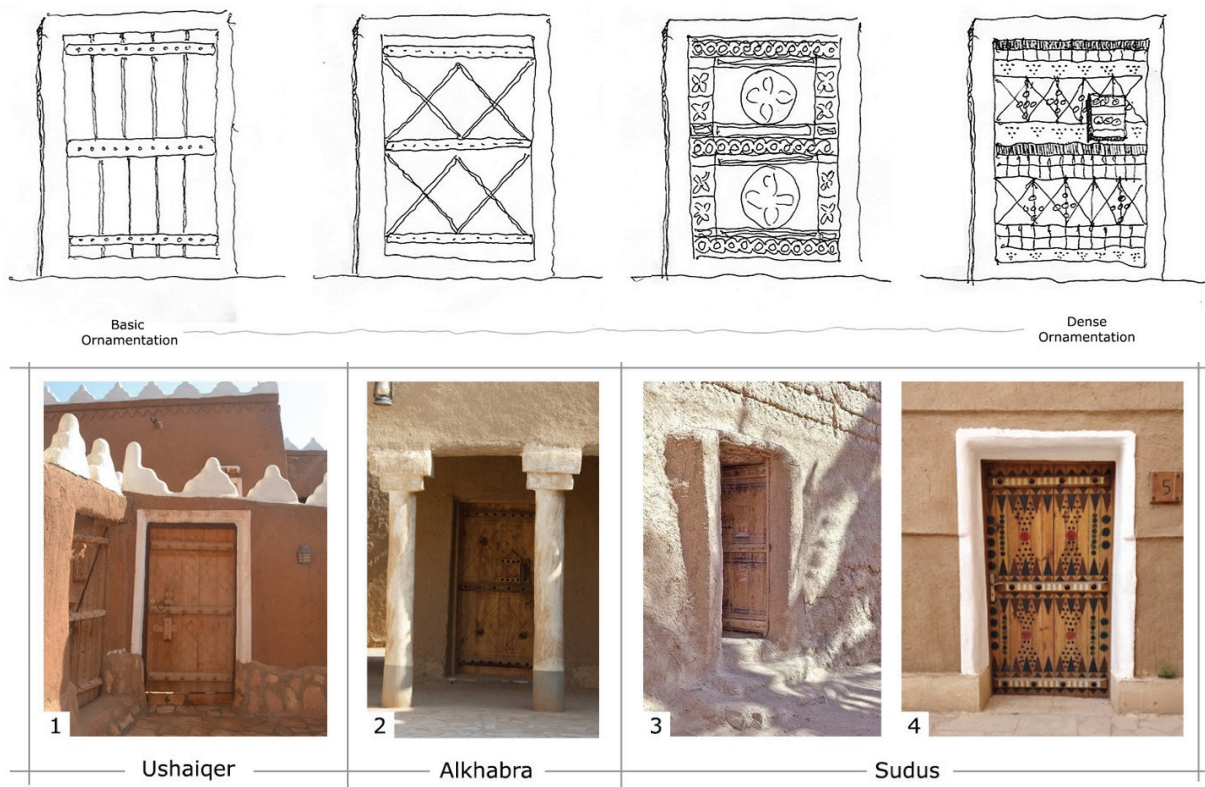 Basic
Ornamentation
Dense
Ornamentation
5
1
2
3
4
Ushaiqer
Alkhabra
Sudus